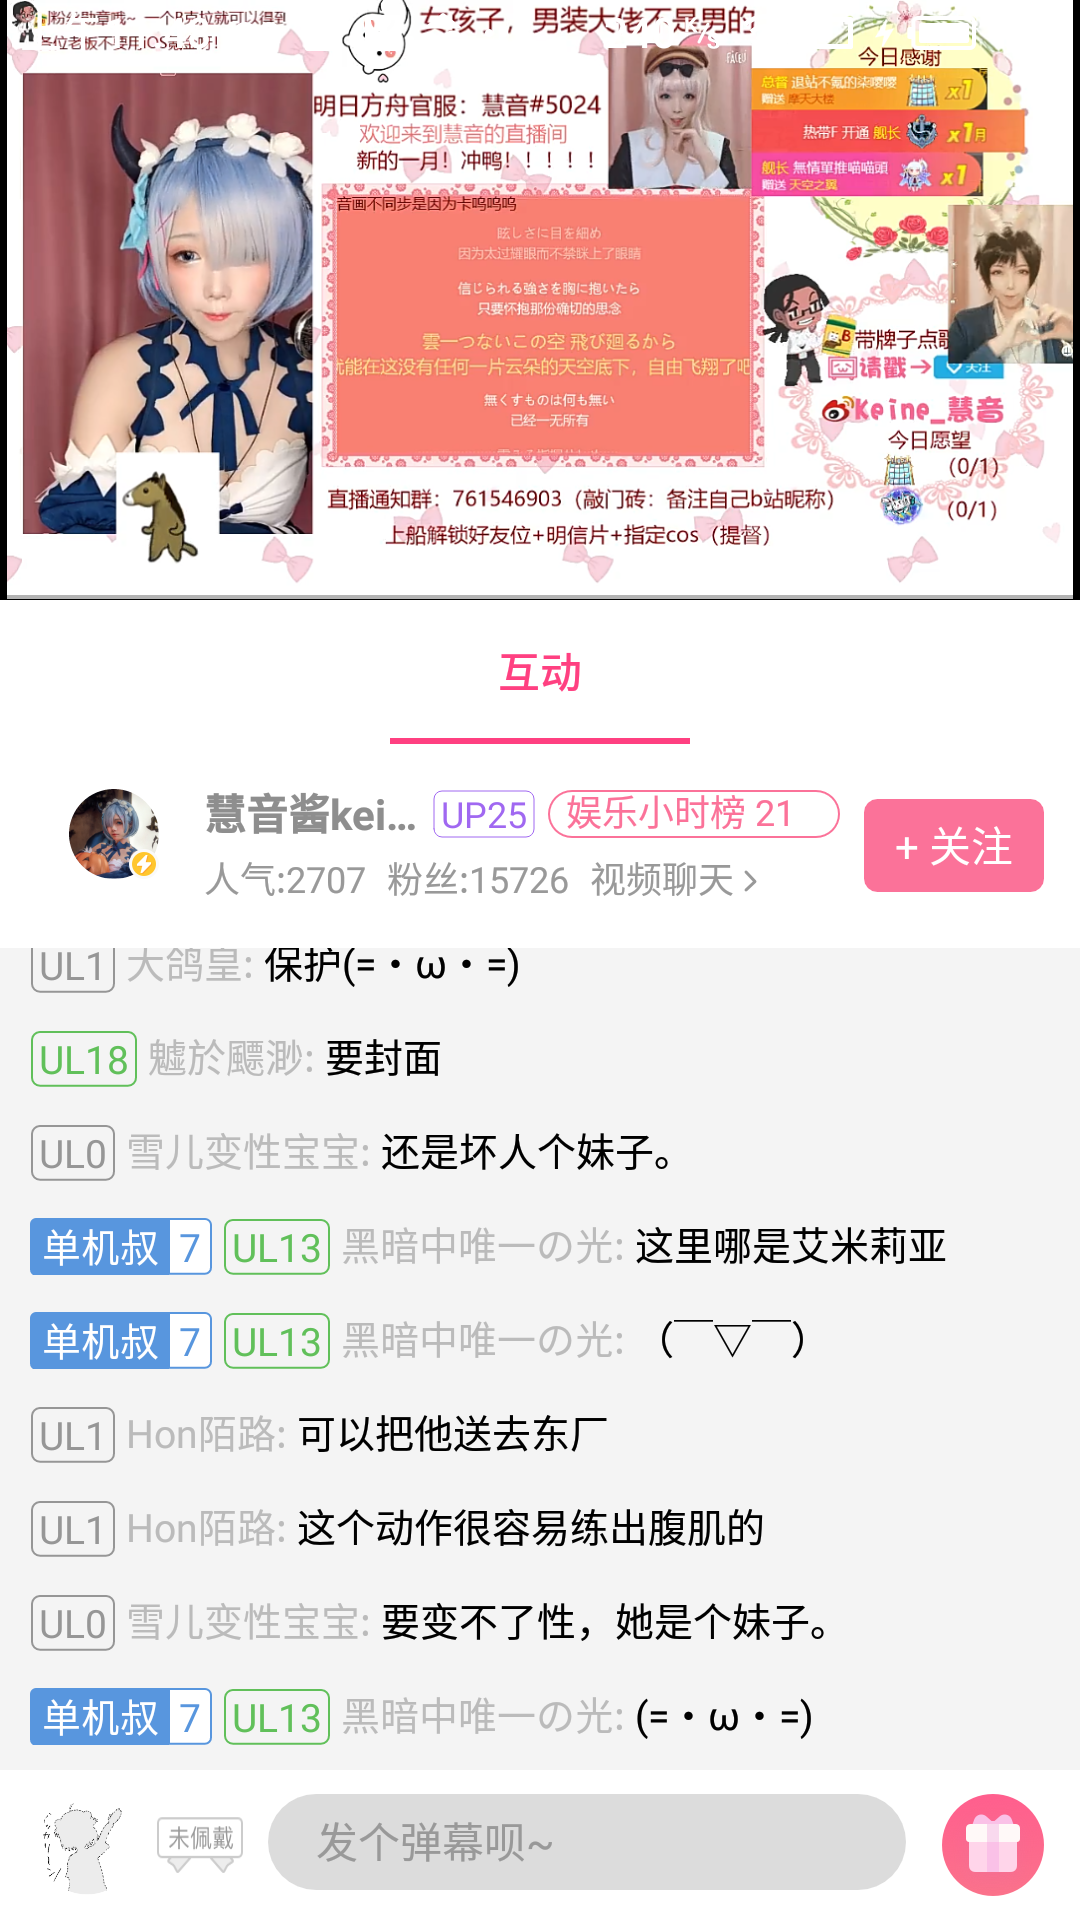 粉丝勋章哦~ 一个B克拉就可以得到
各位老板不要用iOS氪金呀!
女孩子，男装大佬不是男的
明日方舟官服：慧音#5024
欢迎来到慧音的直播间
新的一月！冲鸭！！！！！
FACEU
今日感谢
总督 退站不氪的柒嘤嘤
赠送 摩天大楼
x1
热带F 开通 舰长
x1月
舰长 無情單推喵喵頭
赠送 天空之翼
x1
音画不同步是因为卡呜呜呜
眩しさに目を細め
因为太过耀眼而不禁眯上了眼睛
信じられる強さを胸に抱いたら
只要怀抱那份确切的思念
雲一つないこの空 飛び廻るから
就能在这没有任何一片云朵的天空底下，自由飞翔了吧
無くすものは何も無い
已经一无所有
带牌子点歌
请戳→
关注
Keine_慧音
今日愿望
(0/1)
(0/1)
直播通知群：761546903（敲门砖：备注自己b站昵称）
上船解锁好友位+明信片+指定cos（提督）
互动
慧音酱kei... UP25 娱乐小时榜 21
+ 关注
人气:2707 粉丝:15726 视频聊天 >
UL1 大鸽皇: 保护(=・ω・=)
UL18 魖於飃渺: 要封面
UL0 雪儿变性宝宝: 还是坏人个妹子。
单机叔 7 UL13 黑暗中唯一の光: 这里哪是艾米莉亚
单机叔 7 UL13 黑暗中唯一の光: （￣▽￣）
UL1 Hon陌路: 可以把他送去东厂
UL1 Hon陌路: 这个动作很容易练出腹肌的
UL0 雪儿变性宝宝: 要变不了性，她是个妹子。
单机叔 7 UL13 黑暗中唯一の光: (=・ω・=)
未佩戴
发个弹幕呗~